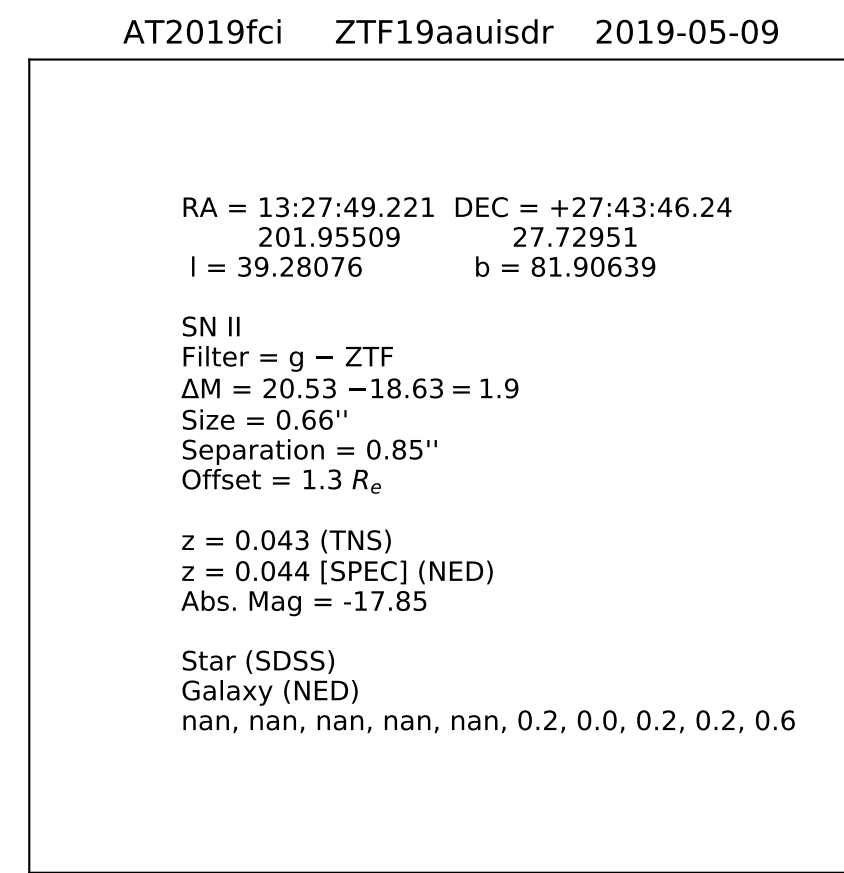 AT2019fci ZTF19aauisdr 2019-05-09
RA = 13:27:49.221 DEC = +27:43:46.24
201.95509 27.72951
l = 39.28076 b = 81.90639
SN II
Filter = g − ZTF
ΔM = 20.53 −18.63 = 1.9
Size = 0.66''
Separation = 0.85''
Offset = 1.3 Re
z = 0.043 (TNS)
z = 0.044 [SPEC] (NED)
Abs. Mag = -17.85
Star (SDSS)
Galaxy (NED)
nan, nan, nan, nan, nan, 0.2, 0.0, 0.2, 0.2, 0.6